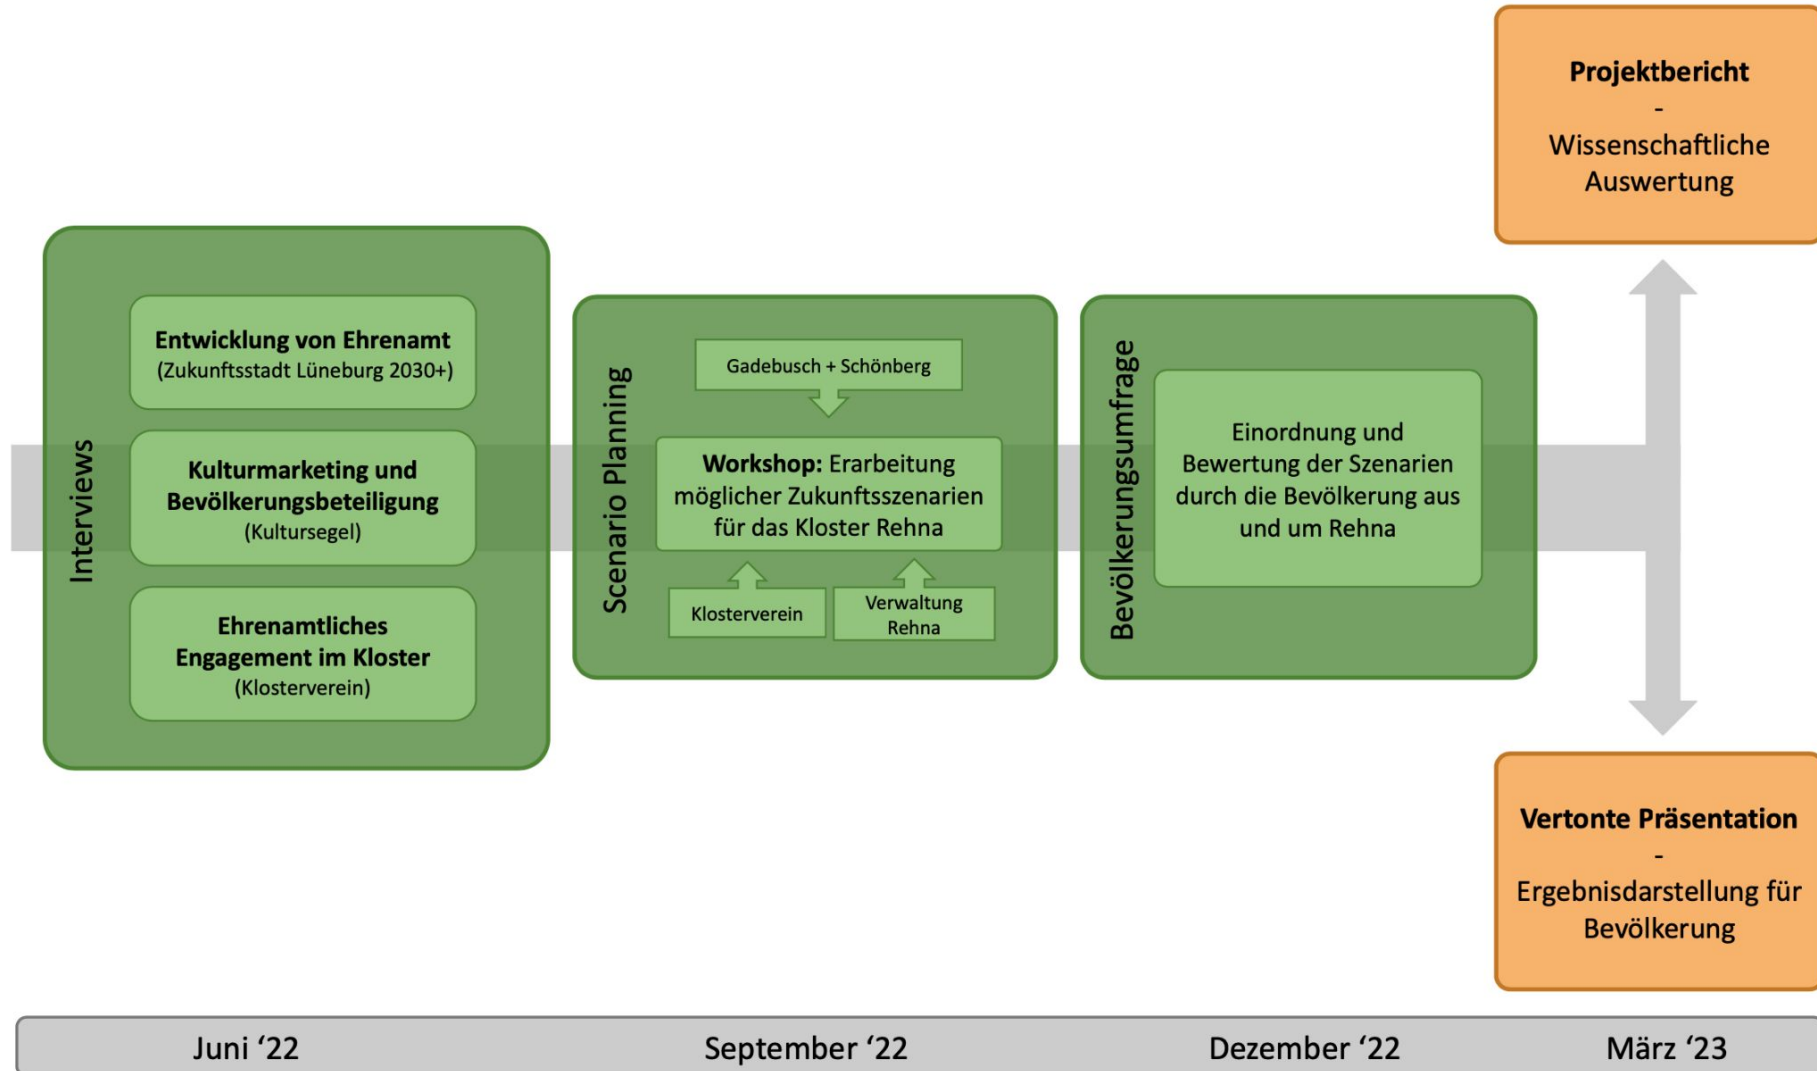 Projektbericht
-
Wissenschaftliche
Auswertung
Interviews
Entwicklung von Ehrenamt
(Zukunftsstadt Lüneburg 2030+)
Kulturmarketing und
Bevölkerungsbeteiligung
(Kultursegel)
Ehrenamtliches
Engagement im Kloster
(Klosterverein)
Scenario Planning
Gadebusch + Schönberg
Workshop: Erarbeitung
möglicher Zukunftsszenarien
für das Kloster Rehna
Klosterverein
Verwaltung
Rehna
Bevölkerungsumfrage
Einordnung und
Bewertung der Szenarien
durch die Bevölkerung aus
und um Rehna
Vertonte Präsentation
-
Ergebnisdarstellung für
Bevölkerung
Juni ‘22
September ‘22
Dezember ‘22
März ‘23